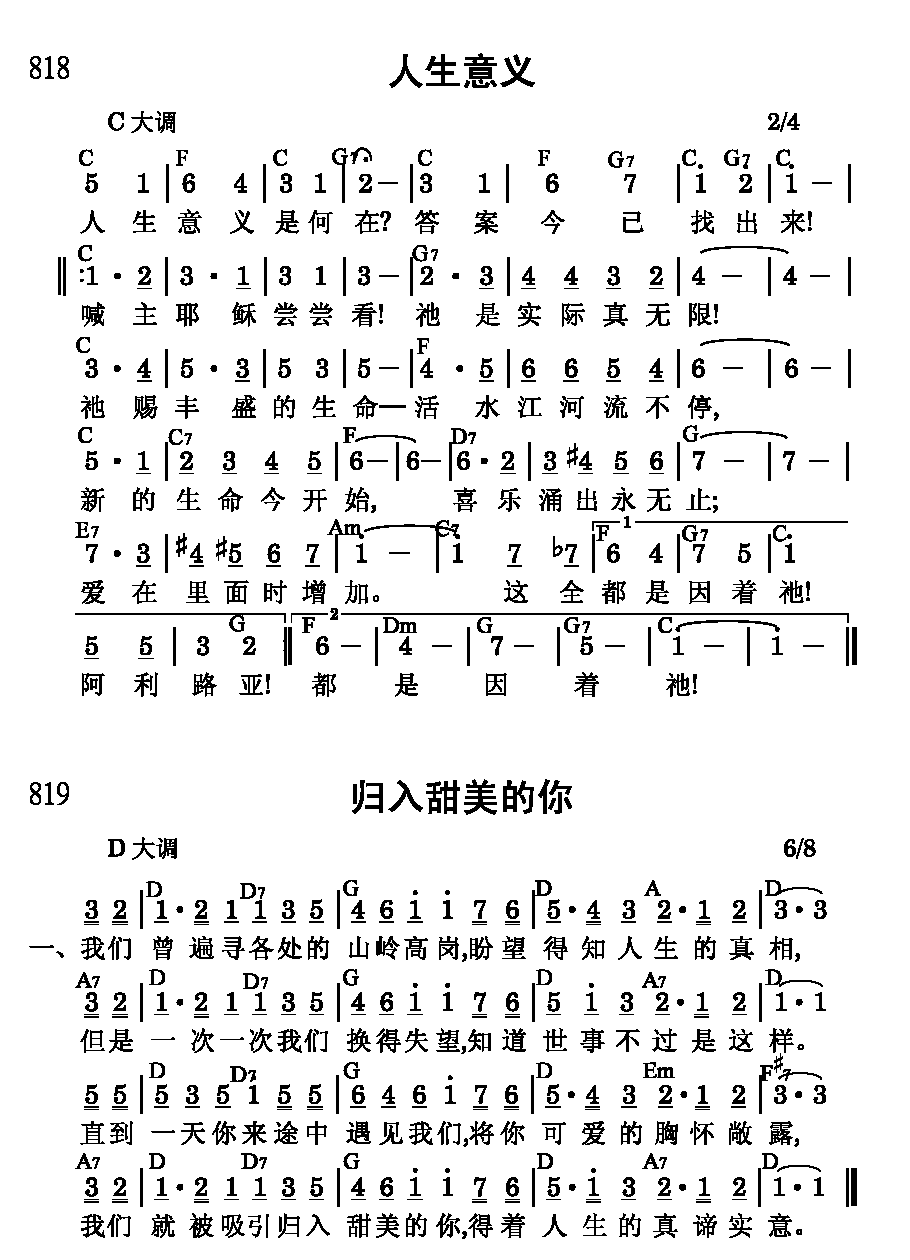 818
人生意义
C 大调 2/4
C F C G7 C F G7 C G7 C
5 1 | 6 4 | 3 1 | 2 – | 3 1 | 6 7 | 1 2 | 1 – |
人生意义是何在?答案今已找出来!
C G7
‖: 1 · 2 | 3 · 1 | 3 1 | 3 – | 2 · 3 | 4 4 3 2 | 4 – | 4 – |
喊主耶稣尝尝看!祂是实际真无限!
C F
3 · 4 | 5 · 3 | 5 3 | 5 – | 4 · 5 | 6 6 5 4 | 6 – | 6 – |
祂赐丰盛的生命—活水江河流不停,
C C7 F D7 G
5 · 1 | 2 3 4 5 | 6 – | 6 – | 6 · 2 | 3 #4 5 6 | 7 – | 7 – |
新的生命今开始,喜乐涌出永无止;
E7 Am C7 F 1 G7 C
7 · 3 | #4 #5 6 7 | 1 – | 1 7 b7 | 6 4 | 7 5 | 1
爱在里面时增加。这全都是因着祂!
G F 2 Dm G G7 C
5 5 | 3 2 ‖ 6 – | 4 – | 7 – | 5 – | 1 – | 1 – ‖
阿利路亚!都是因着祂!
819
归入甜美的你
D 大调 6/8
D D7 G D A D
3 2 | 1 · 2 1 1 3 5 | 4 6 1 1 7 6 | 5 · 4 3 2 · 1 2 | 3 · 3
一、我们曾遍寻各处的山岭高岗,盼望得知人生的真相,
A7 D D7 G D A7 D
3 2 | 1 · 2 1 1 3 5 | 4 6 1 1 7 6 | 5 1 3 2 · 1 2 | 1 · 1
但是一次一次我们换得失望,知道世事不过是这样。
D D7 G D Em F#7
5 5 | 5 3 5 1 5 5 | 6 4 6 1 7 6 | 5 · 4 3 2 · 1 2 | 3 · 3
直到一天你来途中遇见我们,将你可爱的胸怀敞露,
A7 D D7 G D A7 D
3 2 | 1 · 2 1 1 3 5 | 4 6 1 1 7 6 | 5 · 1 3 2 · 1 2 | 1 · 1 ‖
我们就被吸引归入甜美的你,得着人生的真谛实意。